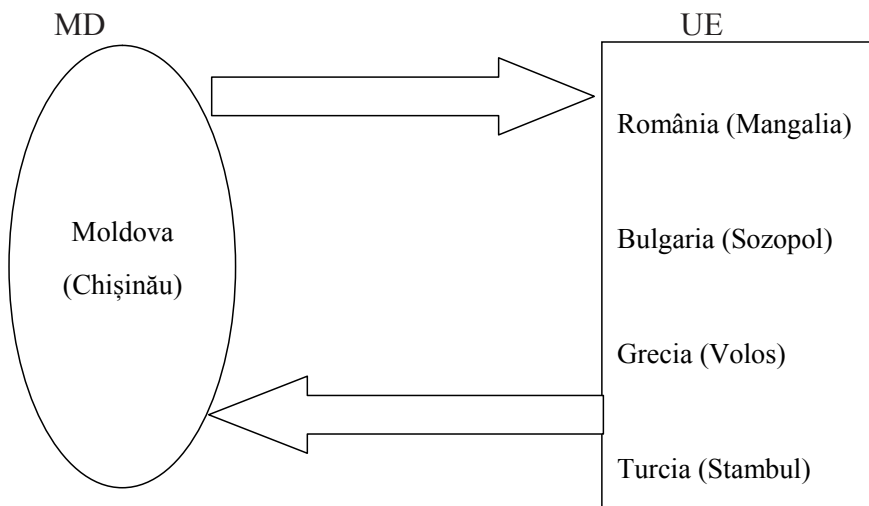 MD
UE
Moldova
(Chișinău)
România (Mangalia)
Bulgaria (Sozopol)
Grecia (Volos)
Turcia (Stambul)